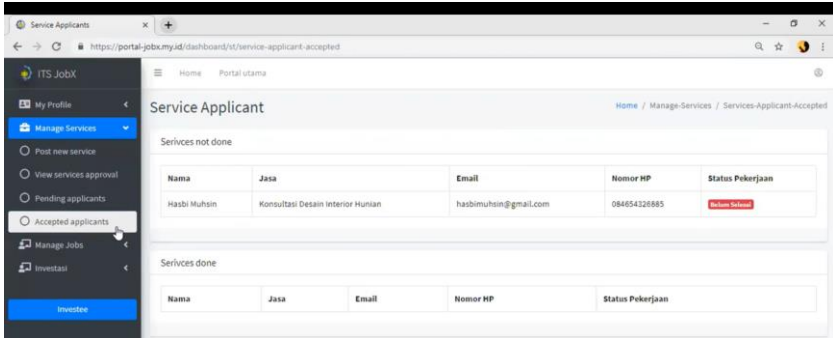 Service Applicants
https://portal-jobx.my.id/dashboard/st/service-applicant-accepted
ITS JobX
Home Portal utama
My Profile
Service Applicant
Home / Manage-Services / Services-Applicant-Accepted
Manage Services
Post new service
View services approval
Pending applicants
Accepted applicants
Manage Jobs
Investasi
Investee
Serivces not done
Nama Jasa Email Nomor HP Status Pekerjaan
Hasbi Muhsin Konsultasi Desain Interior Hunian hasbimuhsin@gmail.com 084654326885 Belum Selesai
Serivces done
Nama Jasa Email Nomor HP Status Pekerjaan